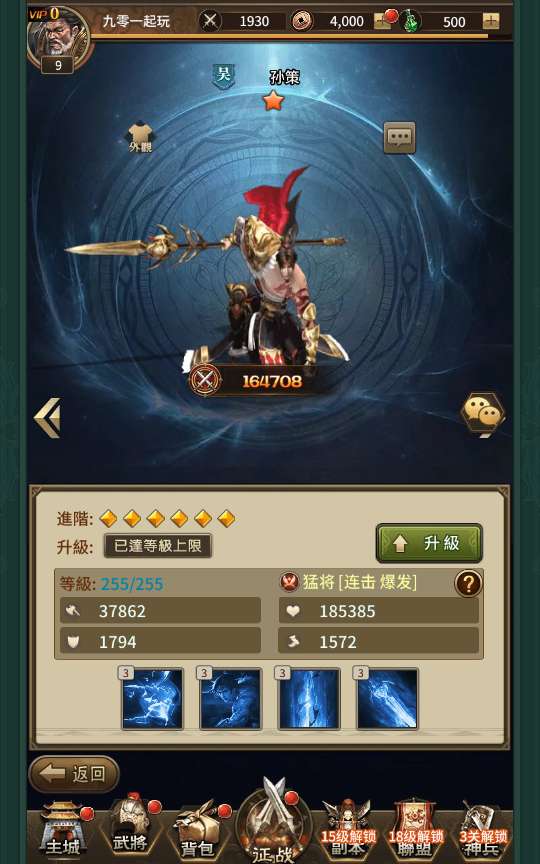 VIP 0
九零一起玩
1930
4,000
500
9
吴
孙策
外觀
164708
進階:
升級:
已達等級上限
升級
等級: 255/255
猛将 [连击 爆发]
?
37862
185385
1794
1572
3
3
3
3
返回
15级解锁
18级解锁
3关解锁
主城
武將
背包
征战
副本
聯盟
神兵